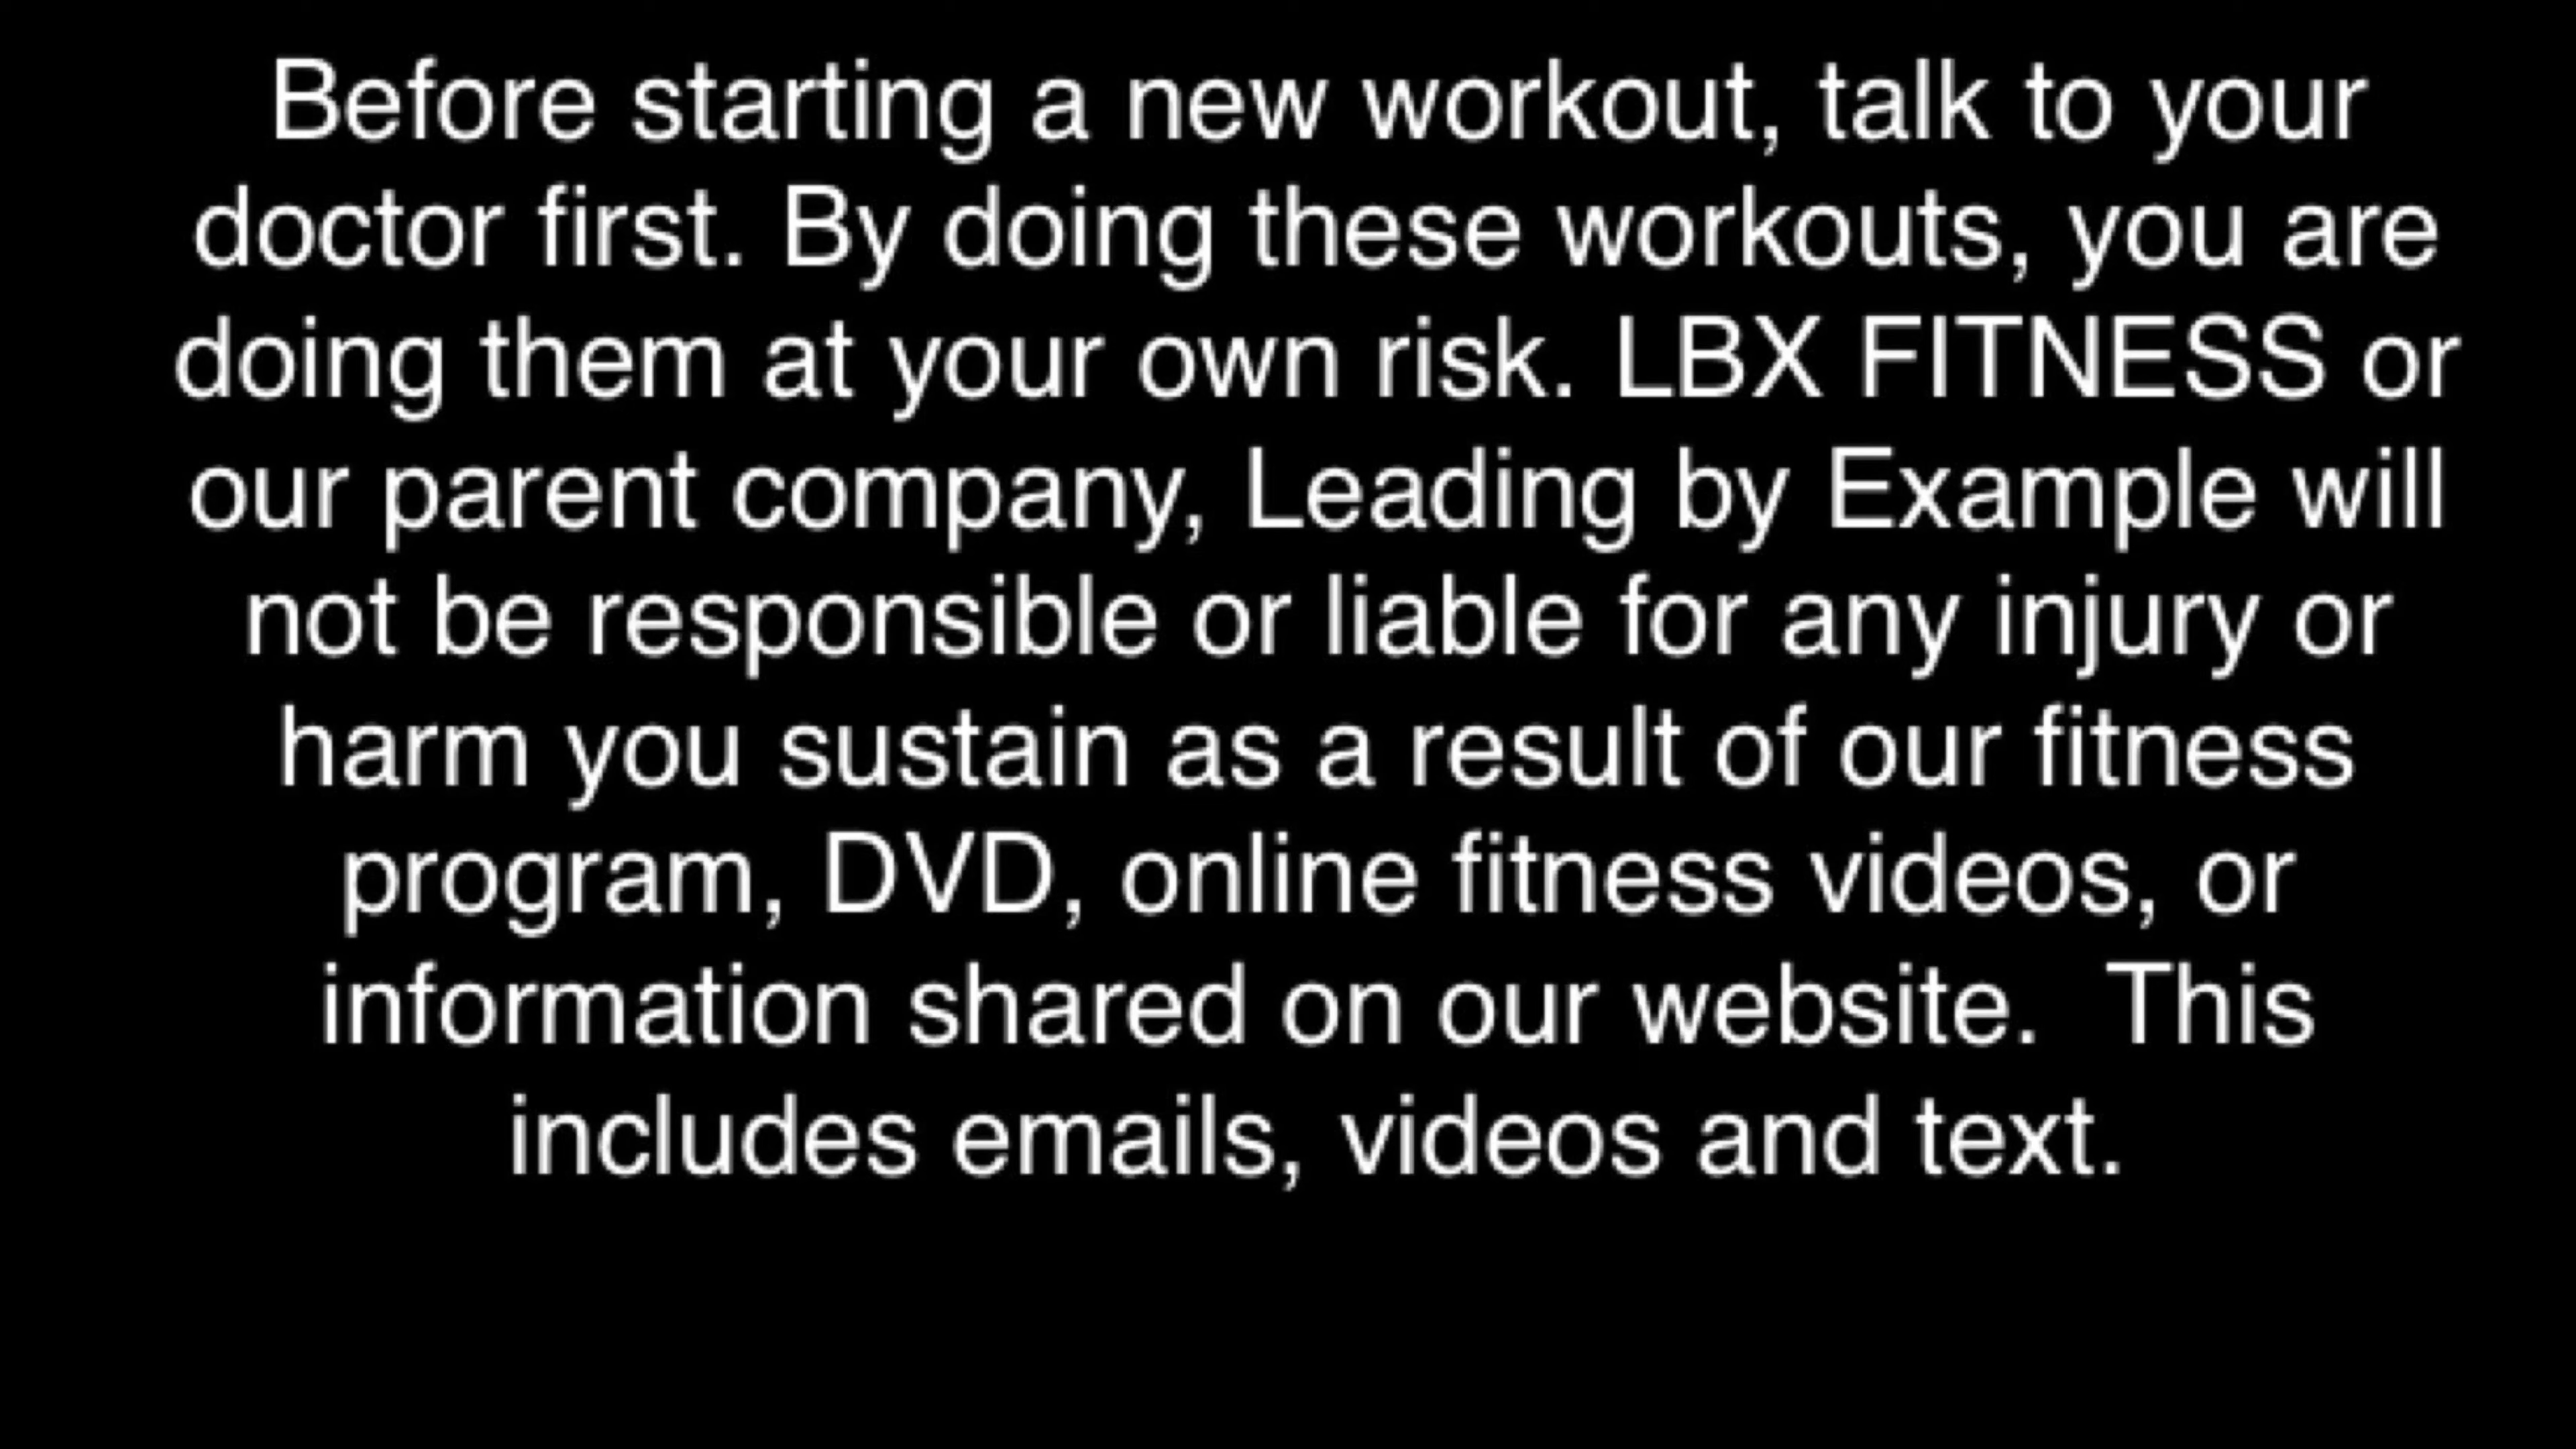 Before starting a new workout, talk to your
doctor first. By doing these workouts, you are
doing them at your own risk. LBX FITNESS or
our parent company, Leading by Example will
not be responsible or liable for any injury or
harm you sustain as a result of our fitness
program, DVD, online fitness videos, or
information shared on our website.  This
includes emails, videos and text.